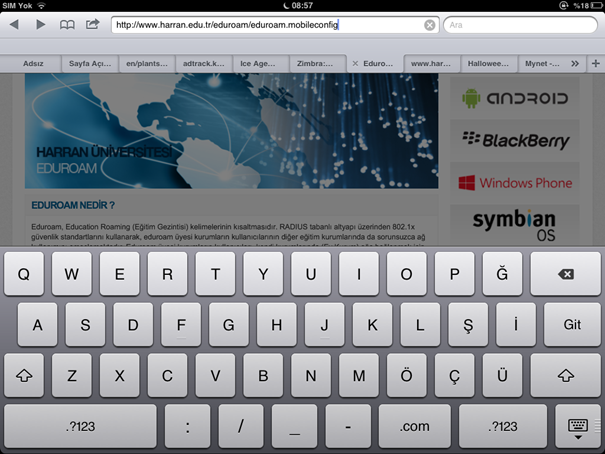 SIM Yok 08:57 %18
http://www.harran.edu.tr/eduroam/eduroam.mobileconfig Ara
Adsız Sayfa Açı... en/plants... adtrack.k... Ice Age... Zimbra:... Eduro... www.har... Halloween... Mynet -...
ANDROID
HARRAN ÜNİVERSİTESİ
EDUROAM
BlackBerry
Windows Phone
symbian
OS
EDUROAM NEDİR ?
Eduroam, Education Roaming (Eğitim Gezintisi) kelimelerinin kısaltmasıdır. RADIUS tabanlı altyapı üzerinden 802.1x
güvenlik standartlarını kullanarak, eduroam üyesi kurumların kullanıcılarının diğer eğitim kurumlarında da sorunsuzca ağ
Q W E R T Y U I O P Ğ
A S D F G H J K L Ş İ Git
Z X C V B N M Ö Ç Ü
.?123 : / _ - .com .?123